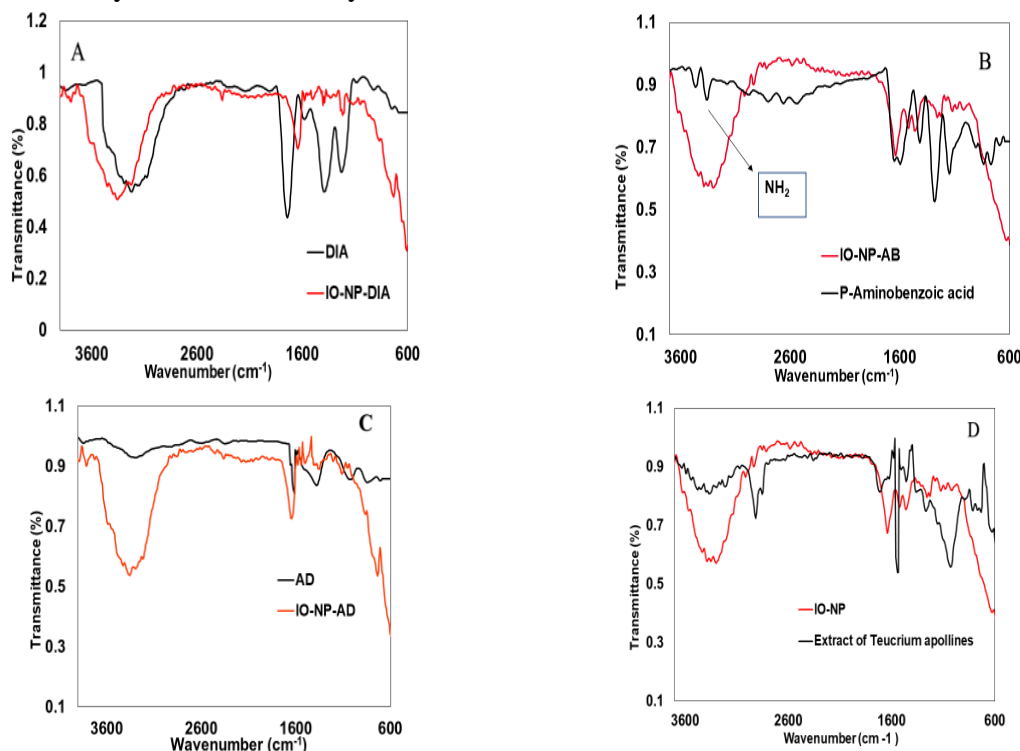 A
1.2
1
0.8
0.6
0.4
0.2
0
Transmittance (%)
DIA
IO-NP-DIA
3600 2600 1600 600
Wavenumber (cm-1)
B
1.1
0.9
0.7
0.5
0.3
0.1
Transmittance (%)
NH2
IO-NP-AB
P-Aminobenzoic acid
3600 2600 1600 600
Wavenumber (cm-1)
C
1.1
0.9
0.7
0.5
0.3
0.1
Transmittance (%)
AD
IO-NP-AD
3600 2600 1600 600
Wavenumber (cm-1)
D
1.1
0.9
0.7
0.5
0.3
0.1
Transmittance (%)
IO-NP
Extract of Teucrium apollines
3600 2600 1600 600
Wavenumber (cm -1 )